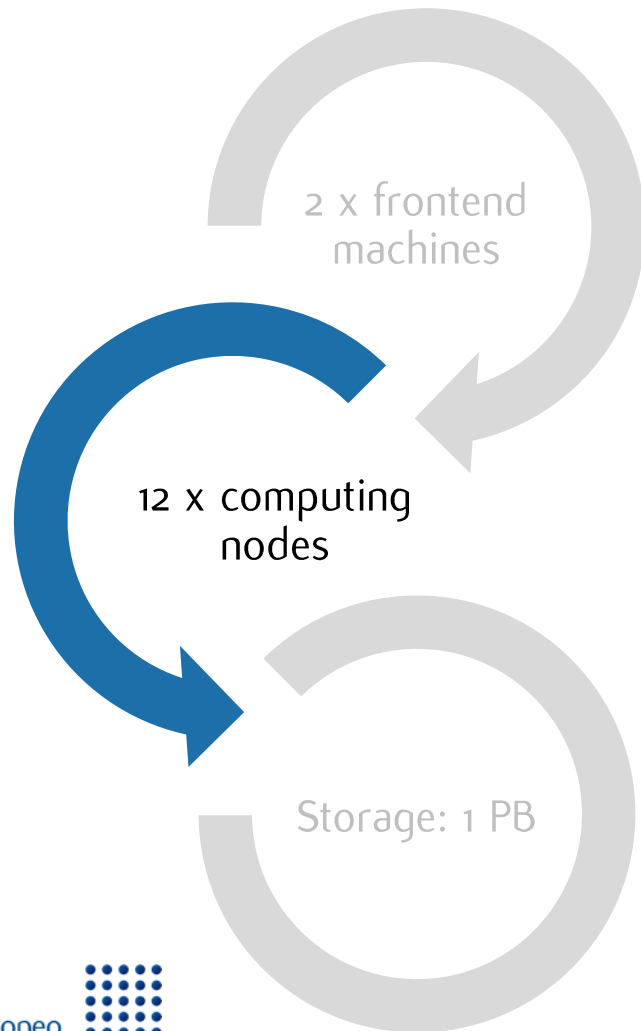 2 x frontend
machines
12 x computing
nodes
Storage: 1 PB